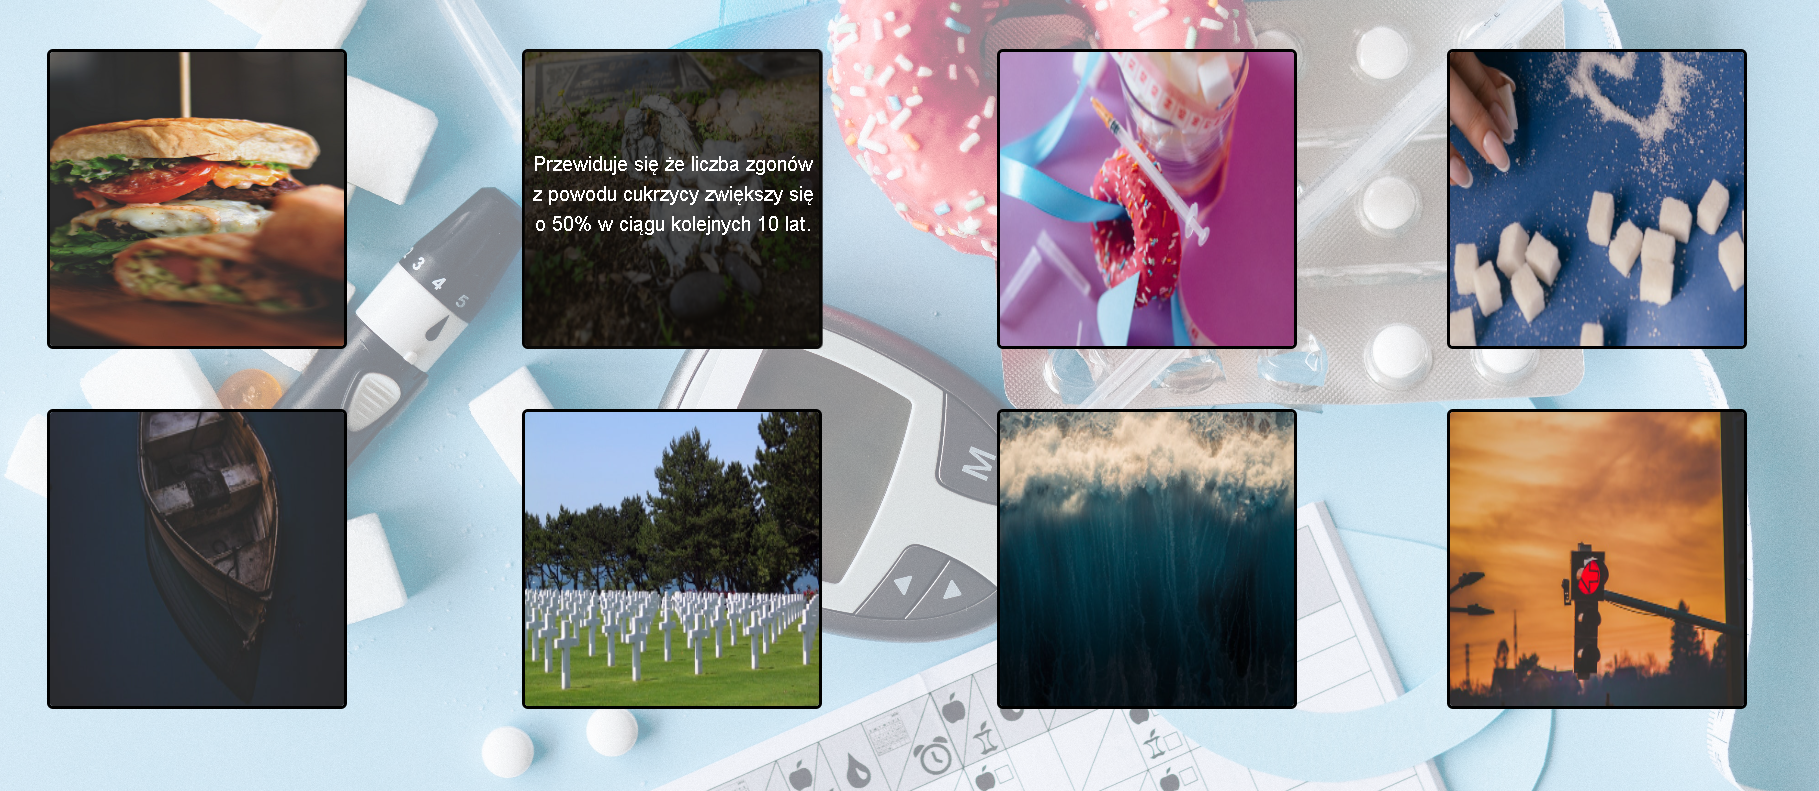 Przewiduje się że liczba zgonów
z powodu cukrzycy zwiększy się
o 50% w ciągu kolejnych 10 lat.
3 4 5
M